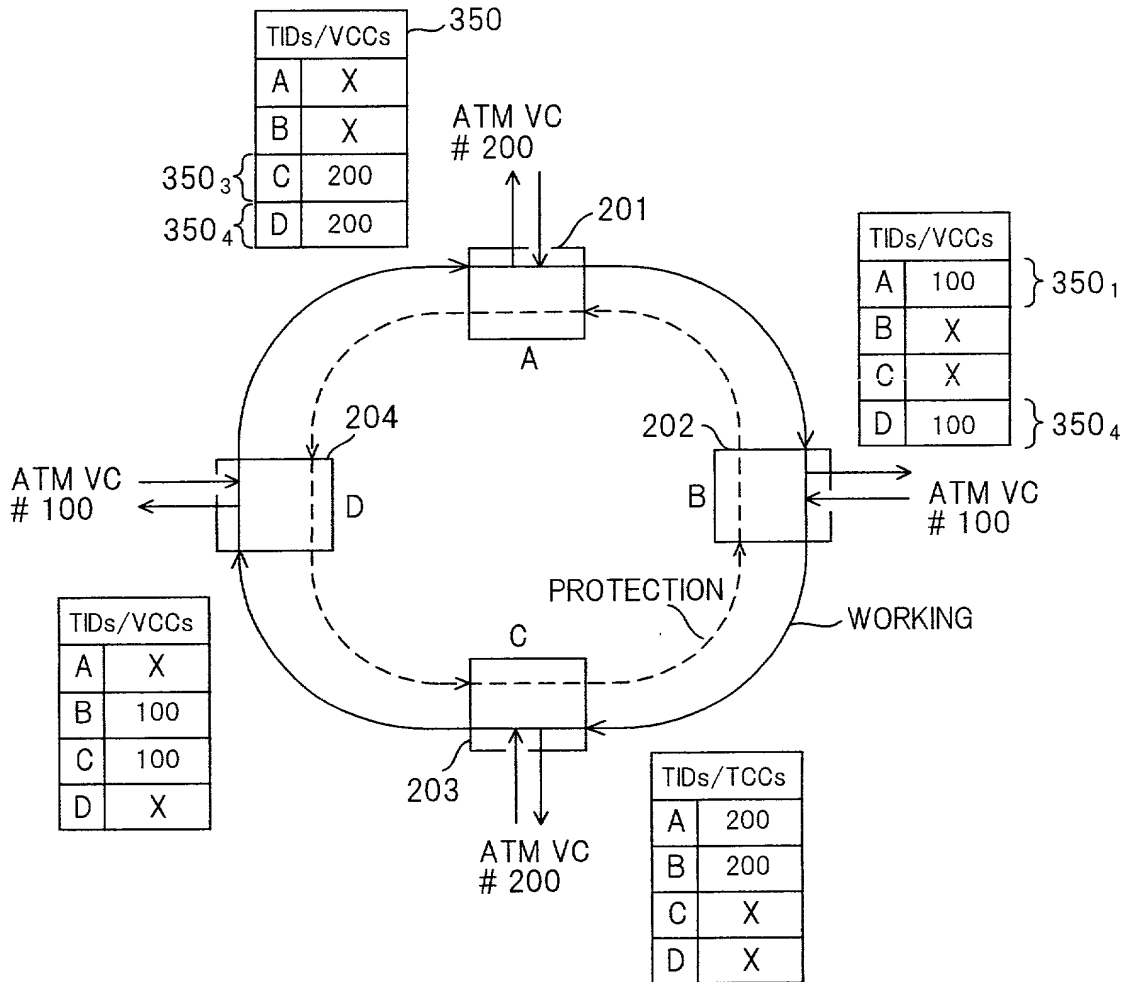 TIDs/VCCs
A X
B X
C 200
D 200
350
350₃
350₄
ATM VC
# 200
201
A
TIDs/VCCs
A 100
B X
C X
D 100
350₁
350₄
204
D
ATM VC
# 100
202
B
ATM VC
# 100
PROTECTION
WORKING
TIDs/VCCs
A X
B 100
C 100
D X
C
203
ATM VC
# 200
TIDs/TCCs
A 200
B 200
C X
D X